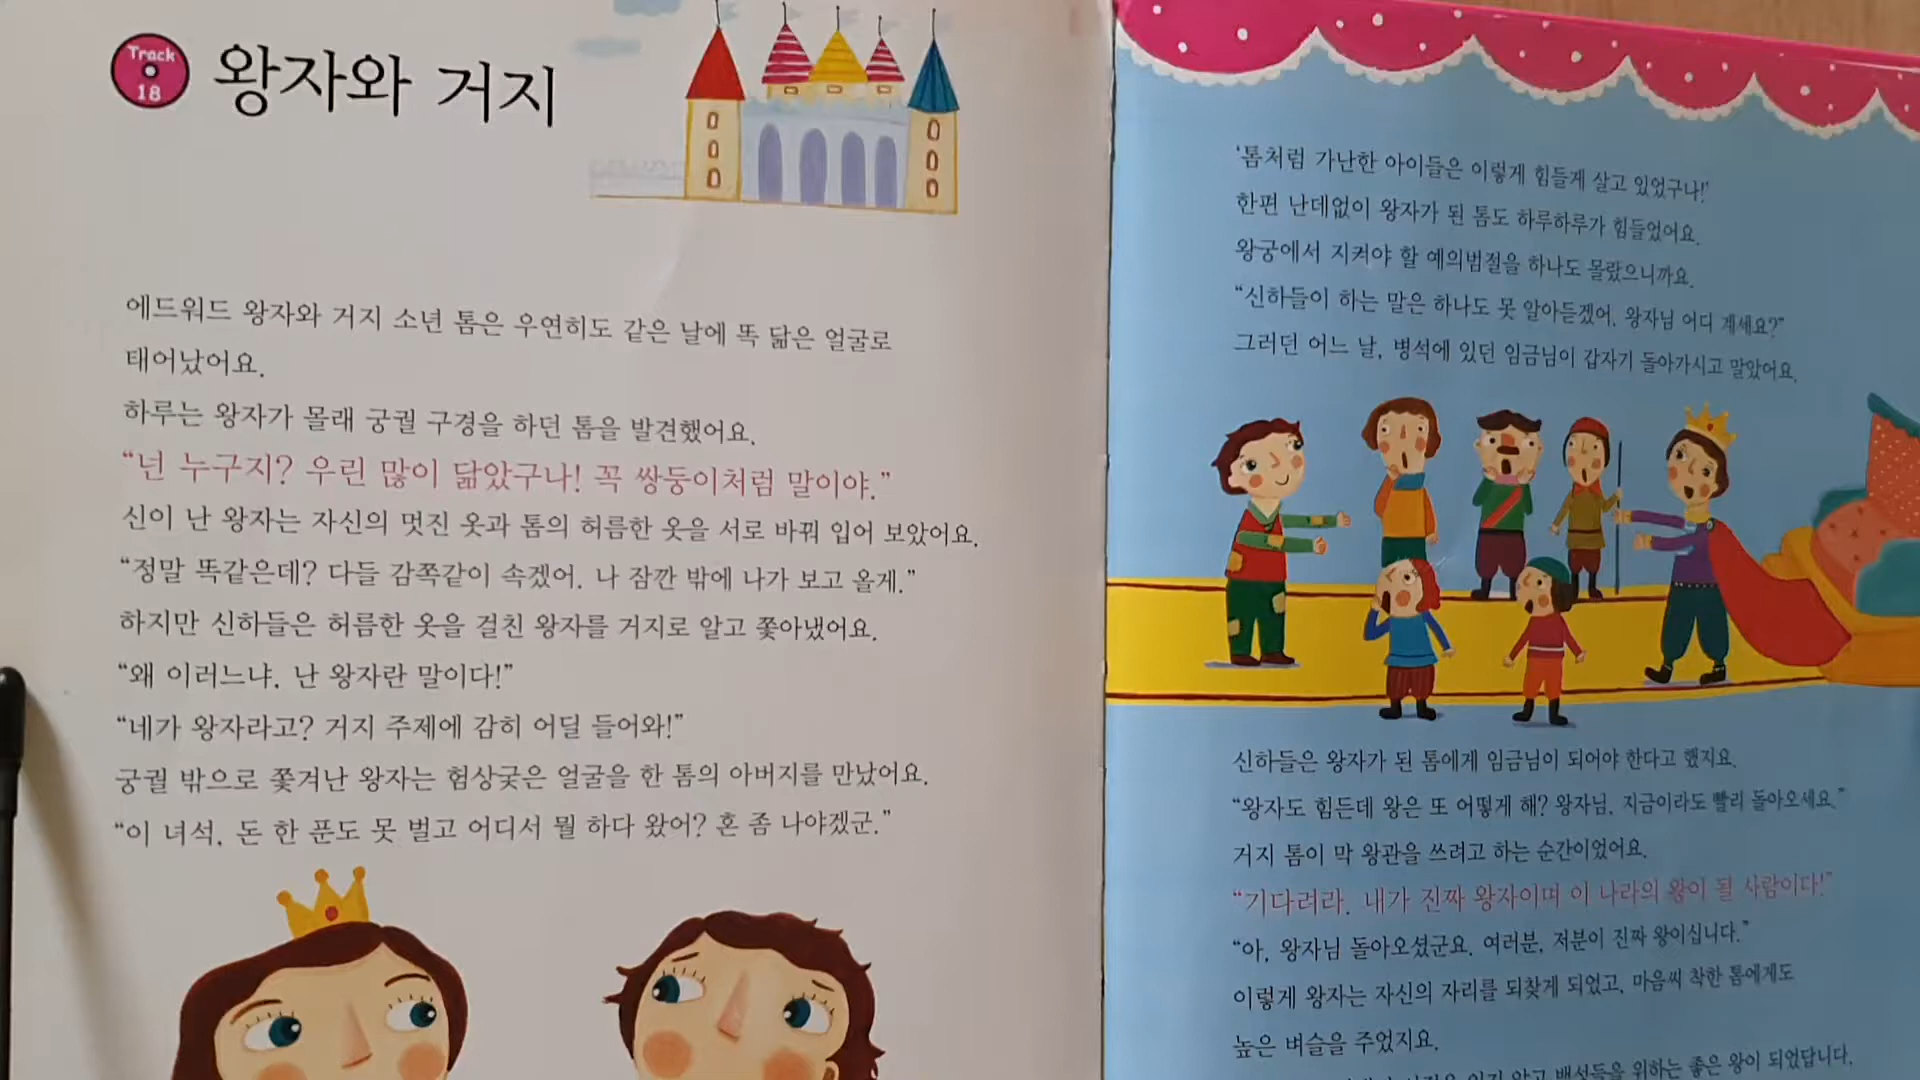 Track
18
왕자와 거지
에드워드 왕자와 거지 소년 톰은 우연히도 같은 날에 똑 닮은 얼굴로
태어났어요.
하루는 왕자가 몰래 궁궐 구경을 하던 톰을 발견했어요.
“넌 누구지? 우린 많이 닮았구나! 꼭 쌍둥이처럼 말이야.”
신이 난 왕자는 자신의 멋진 옷과 톰의 허름한 옷을 서로 바꿔 입어 보았어요.
“정말 똑같은데? 다들 감쪽같이 속겠어. 나 잠깐 밖에 나가 보고 올게.”
하지만 신하들은 허름한 옷을 걸친 왕자를 거지로 알고 쫓아냈어요.
“왜 이러느냐. 난 왕자란 말이다!”
“네가 왕자라고? 거지 주제에 감히 어딜 들어와!”
궁궐 밖으로 쫓겨난 왕자는 험상궂은 얼굴을 한 톰의 아버지를 만났어요.
“이 녀석, 돈 한 푼도 못 벌고 어디서 뭘 하다 왔어? 혼 좀 나야겠군.”
‘톰처럼 가난한 아이들은 이렇게 힘들게 살고 있었구나!’
한편 난데없이 왕자가 된 톰도 하루하루가 힘들었어요.
왕궁에서 지켜야 할 예의범절을 하나도 몰랐으니까요.
“신하들이 하는 말은 하나도 못 알아듣겠어. 왕자님 어디 계세요?”
그러던 어느 날, 병석에 있던 임금님이 갑자기 돌아가시고 말았어요.
신하들은 왕자가 된 톰에게 임금님이 되어야 한다고 했지요.
“왕자도 힘든데 왕은 또 어떻게 해? 왕자님, 지금이라도 빨리 돌아오세요.”
거지 톰이 막 왕관을 쓰려고 하는 순간이었어요.
“기다려라. 내가 진짜 왕자이며 이 나라의 왕이 될 사람이다!”
“아, 왕자님 돌아오셨군요. 여러분, 저분이 진짜 왕이십니다.”
이렇게 왕자는 자신의 자리를 되찾게 되었고, 마음씨 착한 톰에게도
높은 벼슬을 주었지요.
잊지 않고 백성들을 위하는 좋은 왕이 되었답니다.